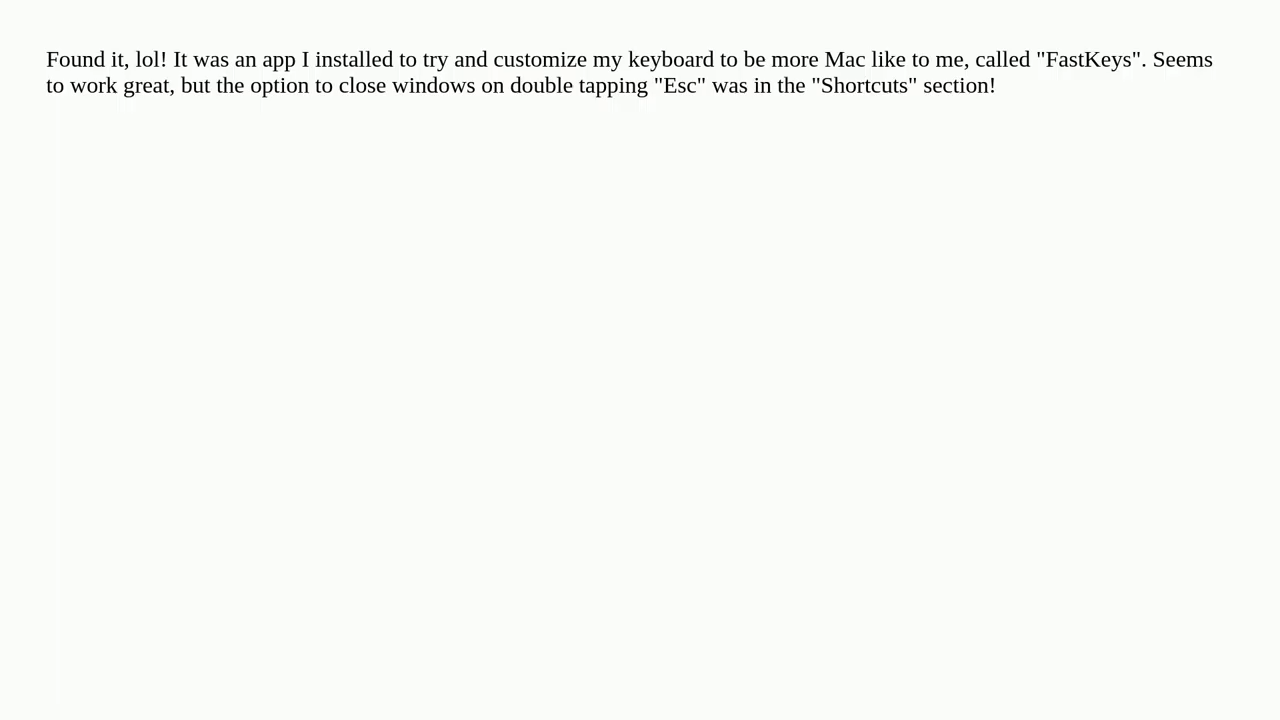 Found it, lol! It was an app I installed to try and customize my keyboard to be more Mac like to me, called "FastKeys". Seems
to work great, but the option to close windows on double tapping "Esc" was in the "Shortcuts" section!